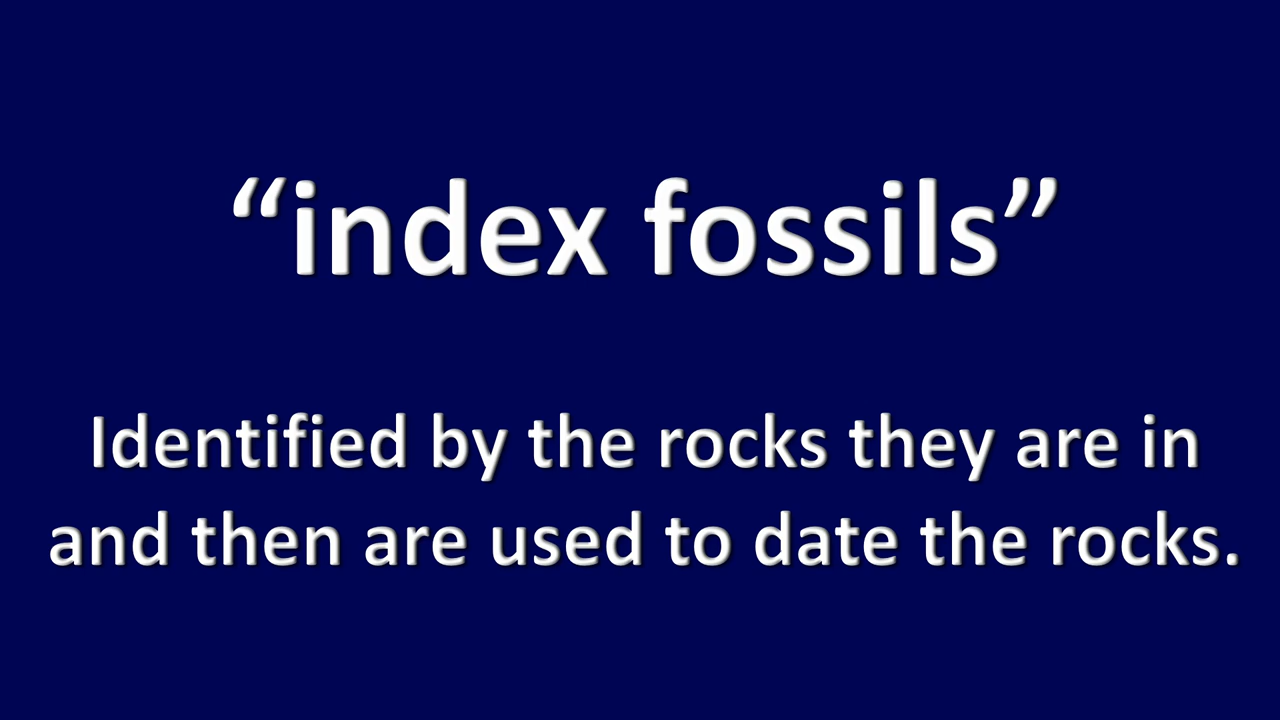 “index fossils”
Identified by the rocks they are in
and then are used to date the rocks.